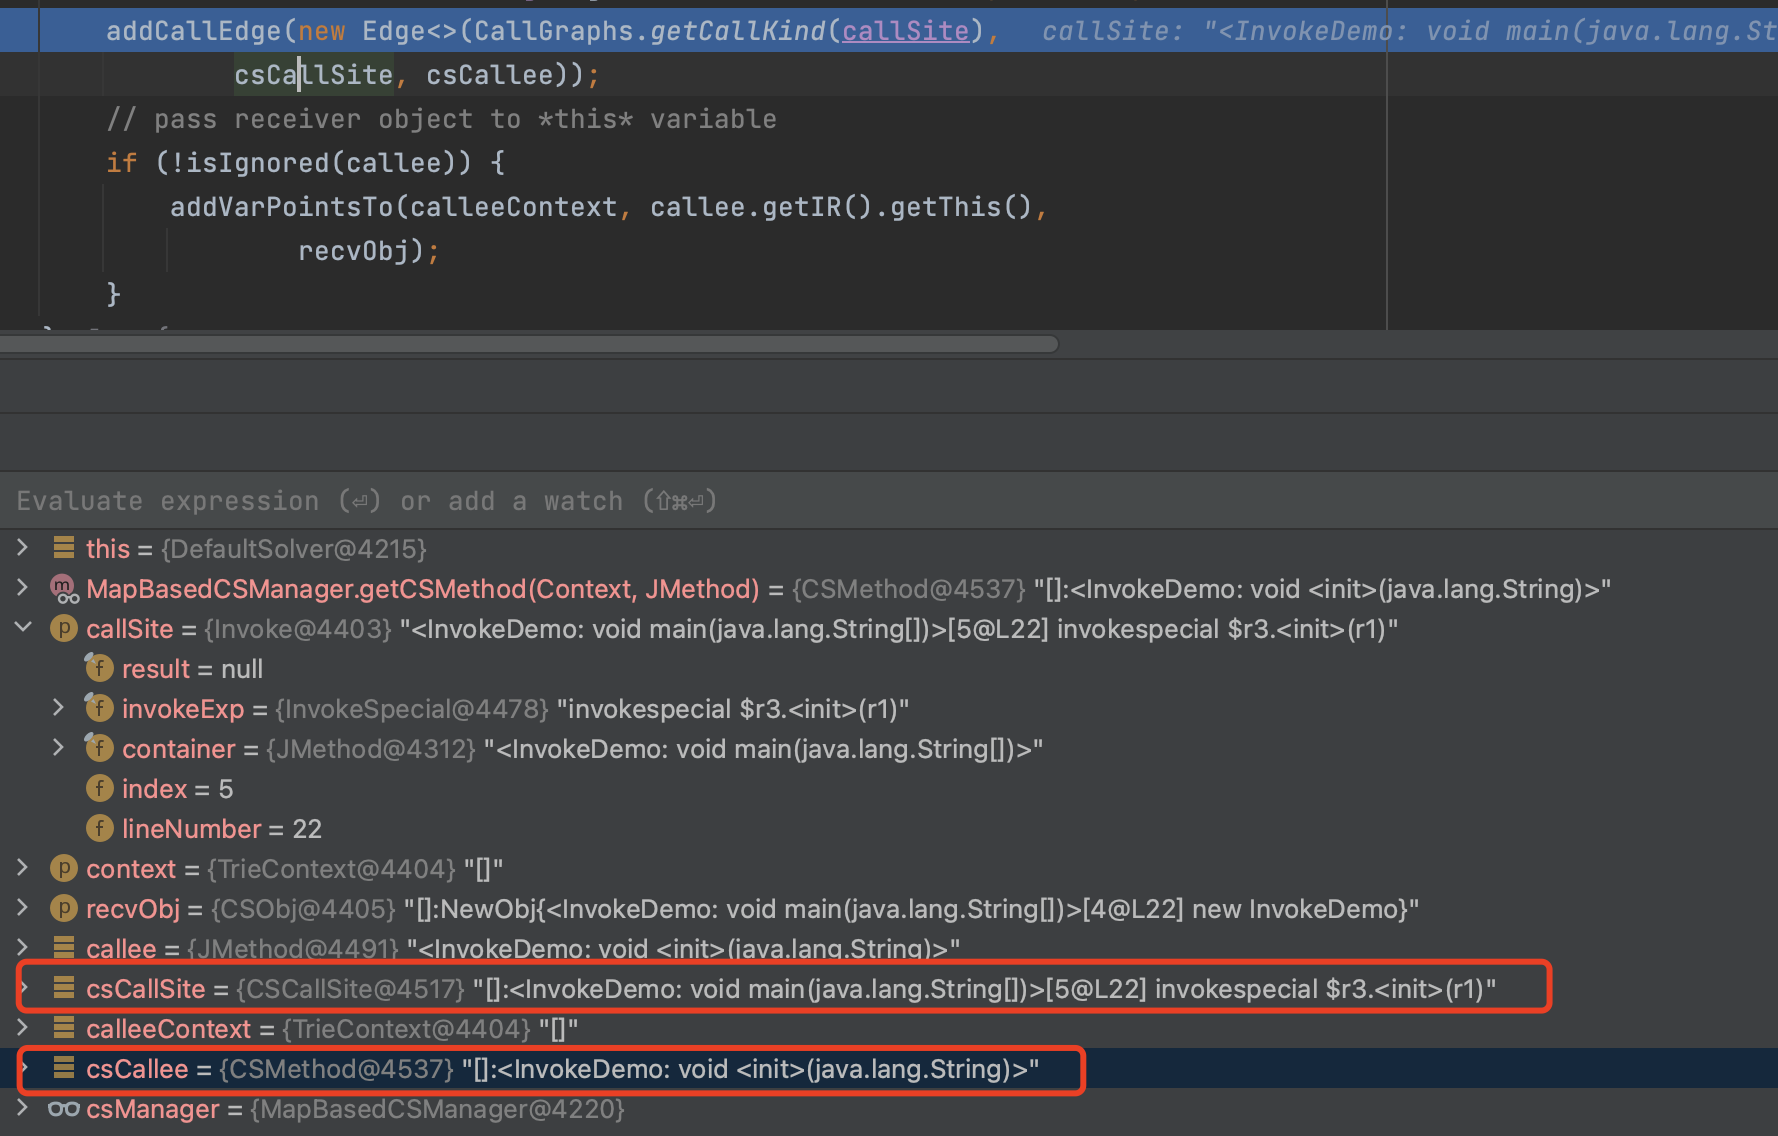 addCallEdge(new Edge<>(CallGraphs.getCallKind(callSite),   callSite: "<InvokeDemo: void main(java.lang.St
csCallSite, csCallee));
// pass receiver object to *this* variable
if (!isIgnored(callee)) {
addVarPointsTo(calleeContext, callee.getIR().getThis(),
recvObj);
}
Evaluate expression (⏎) or add a watch (⇧⌘⏎)
this = {DefaultSolver@4215}
MapBasedCSManager.getCSMethod(Context, JMethod) = {CSMethod@4537} "[]:<InvokeDemo: void <init>(java.lang.String)>"
callSite = {Invoke@4403} "<InvokeDemo: void main(java.lang.String[])>[5@L22] invokespecial $r3.<init>(r1)"
result = null
invokeExp = {InvokeSpecial@4478} "invokespecial $r3.<init>(r1)"
container = {JMethod@4312} "<InvokeDemo: void main(java.lang.String[])>"
index = 5
lineNumber = 22
context = {TrieContext@4404} "[]"
recvObj = {CSObj@4405} "[]:NewObj{<InvokeDemo: void main(java.lang.String[])>[4@L22] new InvokeDemo}"
callee = {JMethod@4491} "<InvokeDemo: void <init>(java.lang.String)>"
csCallSite = {CSCallSite@4517} "[]:<InvokeDemo: void main(java.lang.String[])>[5@L22] invokespecial $r3.<init>(r1)"
calleeContext = {TrieContext@4404} "[]"
csCallee = {CSMethod@4537} "[]:<InvokeDemo: void <init>(java.lang.String)>"
csManager = {MapBasedCSManager@4220}